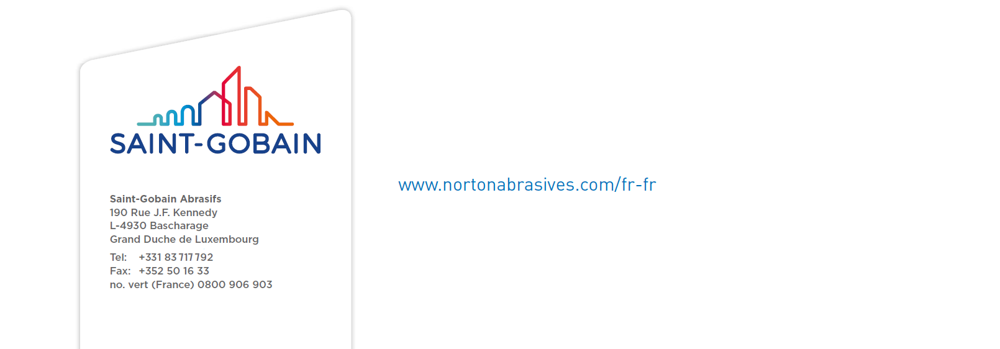 SAINT-GOBAIN
Saint-Gobain Abrasifs
190 Rue J.F. Kennedy
L-4930 Bascharage
Grand Duche de Luxembourg
Tel: +331 83 717 792
Fax: +352 50 16 33
no. vert (France) 0800 906 903
www.nortonabrasives.com/fr-fr